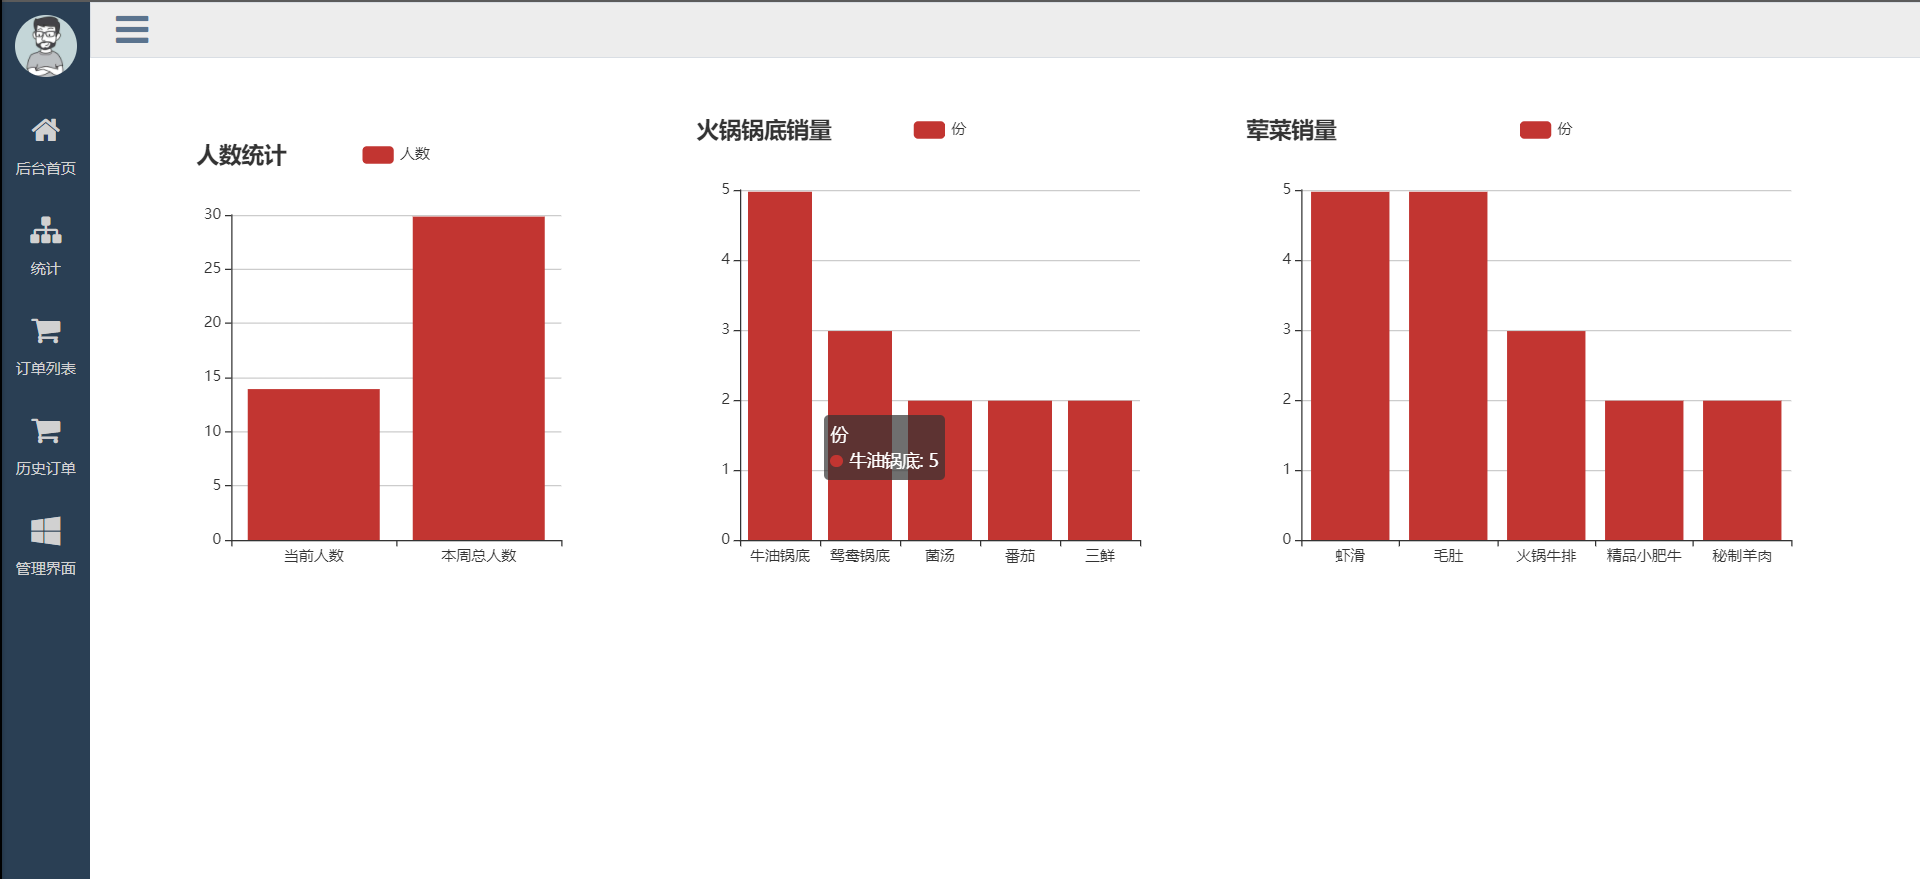 后台首页
统计
订单列表
历史订单
管理界面
人数统计
人数
30
25
20
15
10
5
0
当前人数 本周总人数
火锅锅底销量
份
5
4
3
2
1
0
份
牛油锅底: 5
牛油锅底 鸳鸯锅底 菌汤 番茄 三鲜
荤菜销量
份
5
4
3
2
1
0
虾滑 毛肚 火锅牛排 精品小肥牛 秘制羊肉